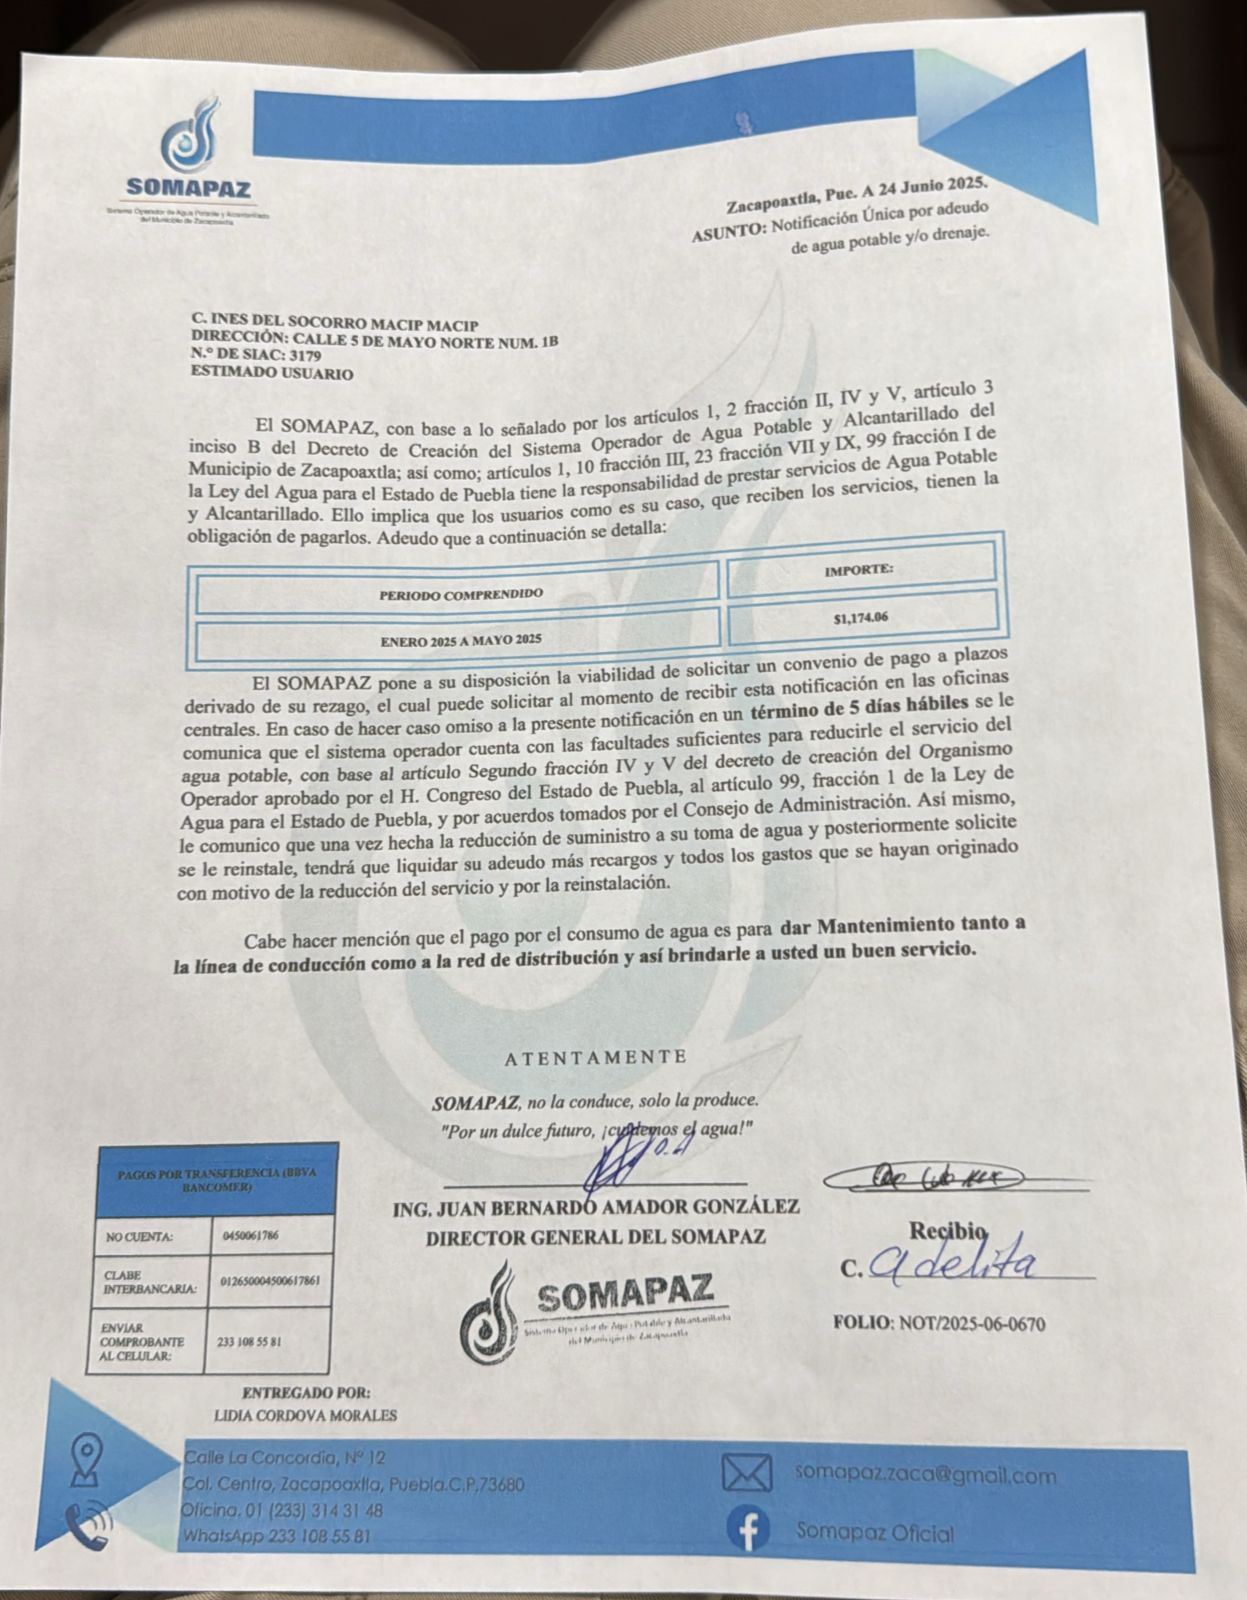 SOMAPAZ
Sistema Operador de Agua Potable y Alcantarillado
del Municipio de Zacapoaxtla
Zacapoaxtla, Pue. A 24 Junio 2025.
ASUNTO: Notificación Única por adeudo
de agua potable y/o drenaje.
C. INES DEL SOCORRO MACIP MACIP
DIRECCIÓN: CALLE 5 DE MAYO NORTE NUM. 1B
N.º DE SIAC: 3179
ESTIMADO USUARIO
El SOMAPAZ, con base a lo señalado por los artículos 1, 2 fracción II, IV y V, artículo 3
inciso B del Decreto de Creación del Sistema Operador de Agua Potable y Alcantarillado del
Municipio de Zacapoaxtla; así como; artículos 1, 10 fracción III, 23 fracción VII y IX, 99 fracción I de
la Ley del Agua para el Estado de Puebla tiene la responsabilidad de prestar servicios de Agua Potable
y Alcantarillado. Ello implica que los usuarios como es su caso, que reciben los servicios, tienen la
obligación de pagarlos. Adeudo que a continuación se detalla:
PERIODO COMPRENDIDO
IMPORTE:
ENERO 2025 A MAYO 2025
$1,174.06
El SOMAPAZ pone a su disposición la viabilidad de solicitar un convenio de pago a plazos
derivado de su rezago, el cual puede solicitar al momento de recibir esta notificación en las oficinas
centrales. En caso de hacer caso omiso a la presente notificación en un término de 5 días hábiles se le
comunica que el sistema operador cuenta con las facultades suficientes para reducirle el servicio del
agua potable, con base al artículo Segundo fracción IV y V del decreto de creación del Organismo
Operador aprobado por el H. Congreso del Estado de Puebla, al artículo 99, fracción 1 de la Ley de
Agua para el Estado de Puebla, y por acuerdos tomados por el Consejo de Administración. Así mismo,
le comunico que una vez hecha la reducción de suministro a su toma de agua y posteriormente solicite
se le reinstale, tendrá que liquidar su adeudo más recargos y todos los gastos que se hayan originado
con motivo de la reducción del servicio y por la reinstalación.
Cabe hacer mención que el pago por el consumo de agua es para dar Mantenimiento tanto a
la línea de conducción como a la red de distribución y así brindarle a usted un buen servicio.
ATENTAMENTE
SOMAPAZ, no la conduce, solo la produce.
"Por un dulce futuro, ¡cuidemos el agua!"
ING. JUAN BERNARDO AMADOR GONZÁLEZ
DIRECTOR GENERAL DEL SOMAPAZ
SOMAPAZ
Sistema Operador de Agua Potable y Alcantarillado
del Municipio de Zacapoaxtla
Recibio
C. Adelita
FOLIO: NOT/2025-06-0670
PAGOS POR TRANSFERENCIA (BBVA
BANCOMER)
NO CUENTA:
0450061786
CLABE
INTERBANCARIA:
012650004500617861
ENVIAR
COMPROBANTE
AL CELULAR:
233 108 55 81
ENTREGADO POR:
LIDIA CORDOVA MORALES
Calle La Concordia, Nº 12
Col. Centro, Zacapoaxtla, Puebla.C.P.73680
Oficina. 01 (233) 314 31 48
WhatsApp 233 108 55 81
somapaz.zaca@gmail.com
Somapaz Oficial